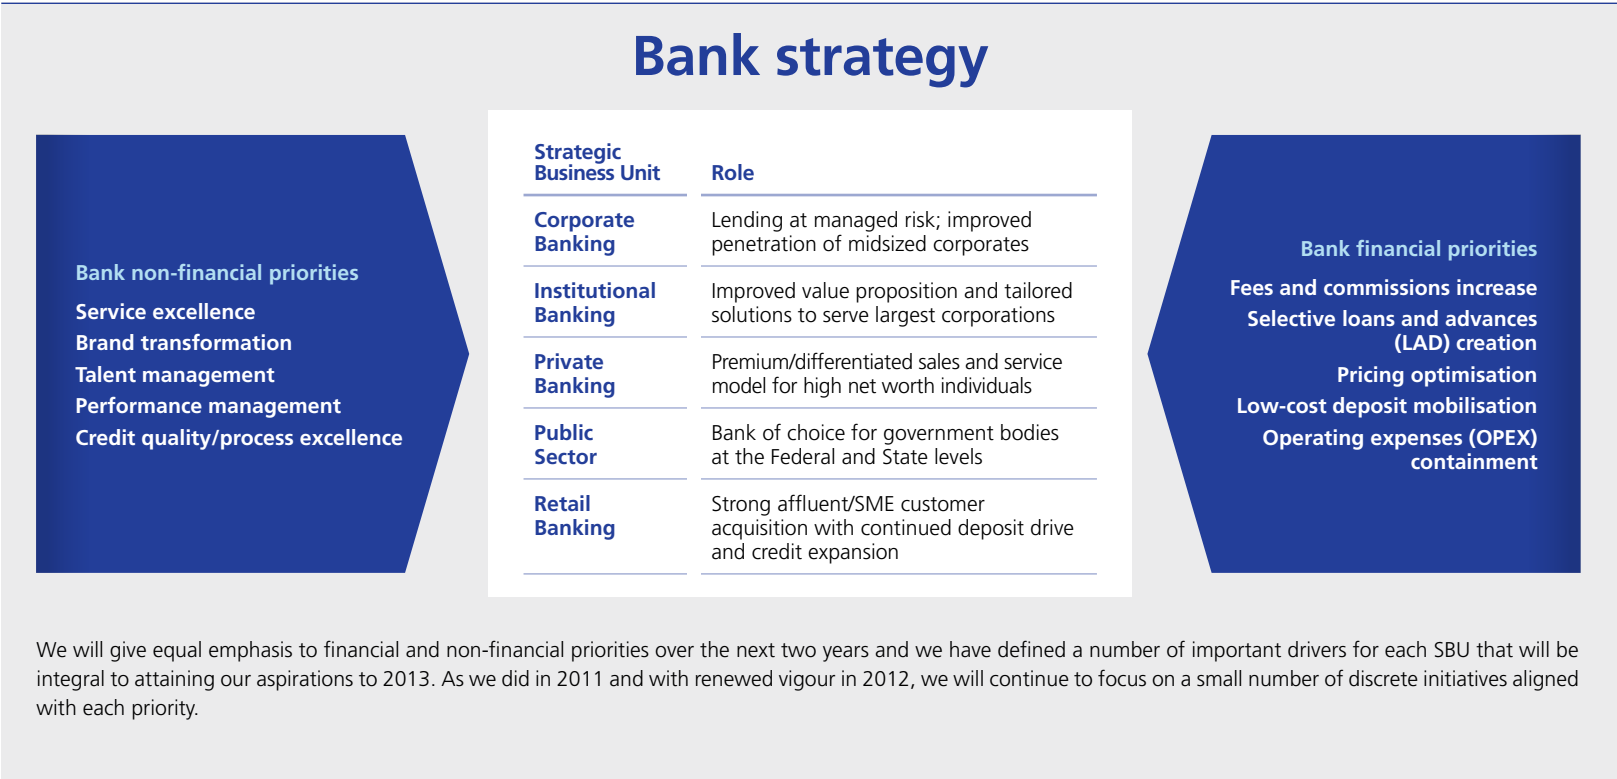 Bank strategy
Bank non-financial priorities
Service excellence
Brand transformation
Talent management
Performance management
Credit quality/process excellence
Strategic
Business Unit
Role
Corporate
Banking
Lending at managed risk; improved
penetration of midsized corporates
Institutional
Banking
Improved value proposition and tailored
solutions to serve largest corporations
Private
Banking
Premium/differentiated sales and service
model for high net worth individuals
Public
Sector
Bank of choice for government bodies
at the Federal and State levels
Retail
Banking
Strong affluent/SME customer
acquisition with continued deposit drive
and credit expansion
Bank financial priorities
Fees and commissions increase
Selective loans and advances
(LAD) creation
Pricing optimisation
Low-cost deposit mobilisation
Operating expenses (OPEX)
containment
We will give equal emphasis to financial and non-financial priorities over the next two years and we have defined a number of important drivers for each SBU that will be
integral to attaining our aspirations to 2013. As we did in 2011 and with renewed vigour in 2012, we will continue to focus on a small number of discrete initiatives aligned
with each priority.